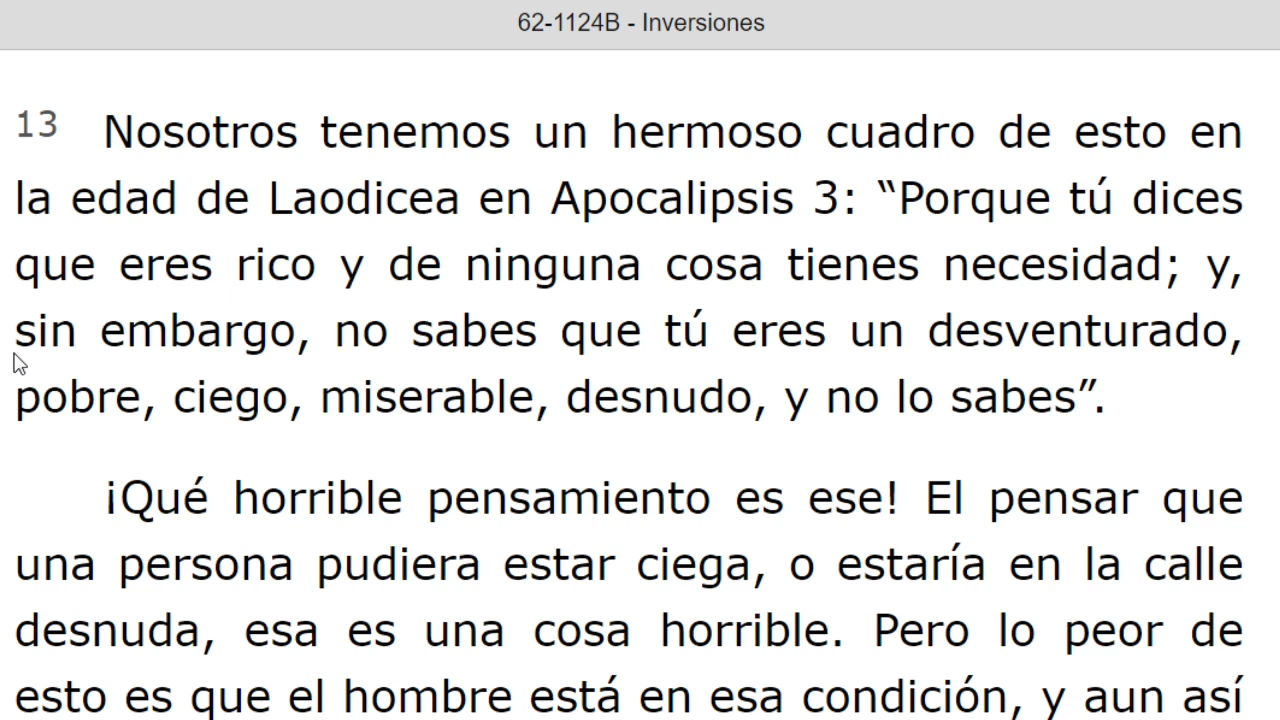 62-1124B - Inversiones
13 Nosotros tenemos un hermoso cuadro de esto en
la edad de Laodicea en Apocalipsis 3: “Porque tú dices
que eres rico y de ninguna cosa tienes necesidad; y,
sin embargo, no sabes que tú eres un desventurado,
pobre, ciego, miserable, desnudo, y no lo sabes”.
¡Qué horrible pensamiento es ese! El pensar que
una persona pudiera estar ciega, o estaría en la calle
desnuda, esa es una cosa horrible. Pero lo peor de
esto es que el hombre está en esa condición, y aun así